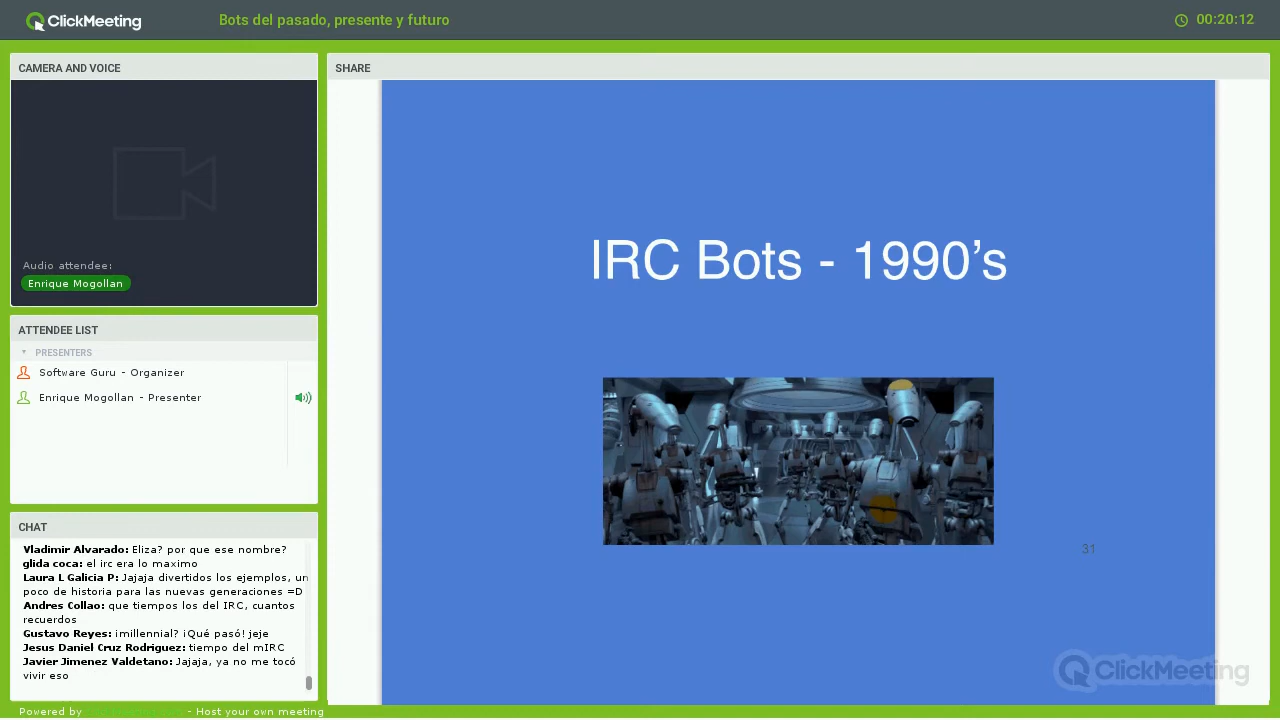 ClickMeeting
Bots del pasado, presente y futuro
00:20:12
CAMERA AND VOICE
Audio attendee:
Enrique Mogollan
ATTENDEE LIST
PRESENTERS
Software Guru - Organizer
Enrique Mogollan - Presenter
CHAT
Vladimir Alvarado: Eliza? por que ese nombre?
glida coca: el irc era lo maximo
Laura L Galicia P: Jajaja divertidos los ejemplos, un
poco de historia para las nuevas generaciones =D
Andres Collao: que tiempos los del IRC, cuantos
recuerdos
Gustavo Reyes: ¡millennial? ¡Qué pasó! jeje
Jesus Daniel Cruz Rodriguez: tiempo del mIRC
Javier Jimenez Valdetano: Jajaja, ya no me tocó
vivir eso
Powered by - Host your own meeting
SHARE
IRC Bots - 1990’s
31
ClickMeeting